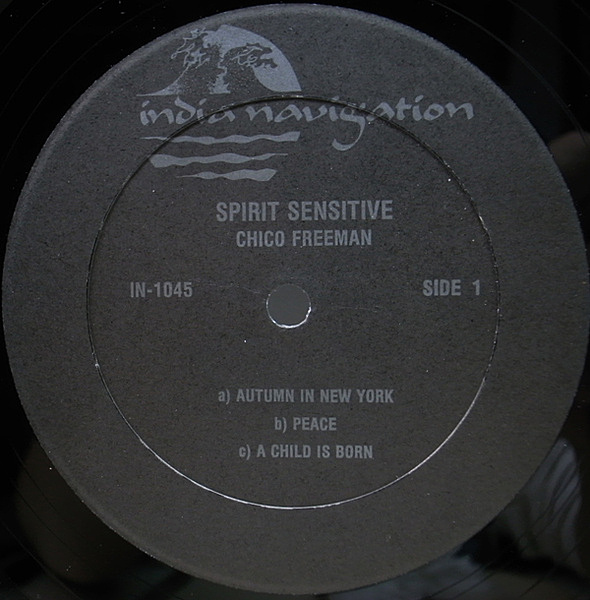 india navigation
SPIRIT SENSITIVE
CHICO FREEMAN
IN-1045 SIDE 1
a) AUTUMN IN NEW YORK
b) PEACE
c) A CHILD IS BORN